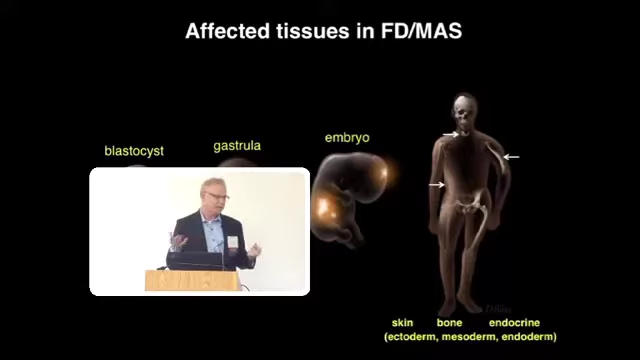 Affected tissues in FD/MAS
blastocyst
gastrula
embryo
skin bone endocrine
(ectoderm, mesoderm, endoderm)